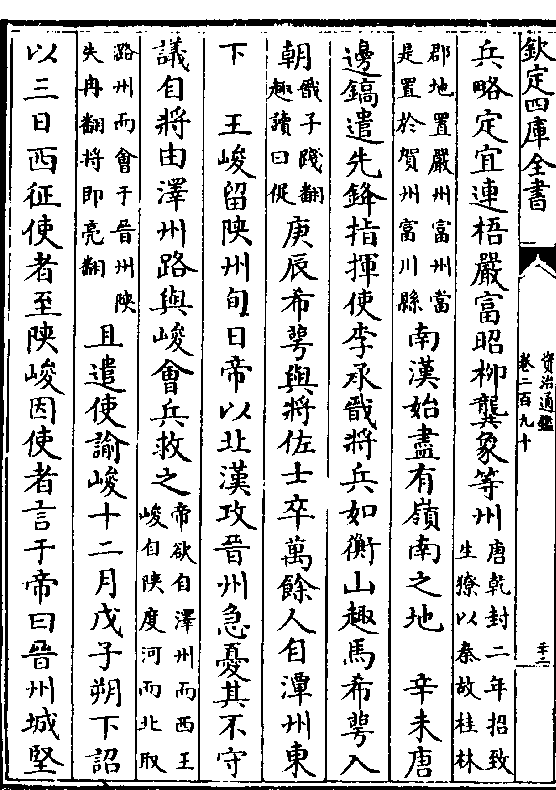 欽定四庫全書
資治通鑑
卷二百九十
兵略定宜連梧嚴富昭柳龔象等州唐乾封二年招致
生獠以秦故桂林
郡地置嚴州富州當
是置於賀州富川縣南漢始盡有嶺南之地　辛未唐
邊鎬遣先鋒指揮使李承戩將兵如衡山趣馬希萼入
朝戩子踐翻
趣讀曰促庚辰希萼與將佐士卒萬餘人自潭州東
下　王峻留陜州旬日帝以北漢攻晉州急憂其不守
議自將由澤州路與峻會兵救之帝欲自澤州而西王
峻自陜度河而北取
路州而會于晉州陜
失冉翻將即亮翻且遣使諭峻十二月戊子朔下詔
以三日西征使者至陜峻因使者言于帝曰晉州城堅